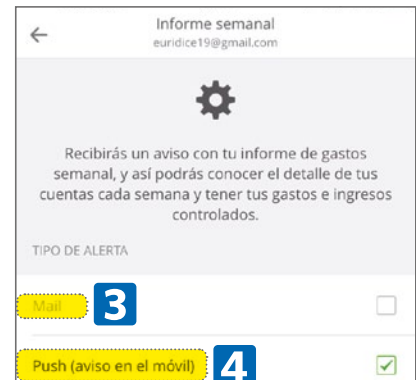 Informe semanal
euridice19@gmail.com
Recibirás un aviso con tu informe de gastos
semanal, y así podrás conocer el detalle de tus
cuentas cada semana y tener tus gastos e ingresos
controlados.
TIPO DE ALERTA
Mail 3
Push (aviso en el móvil) 4